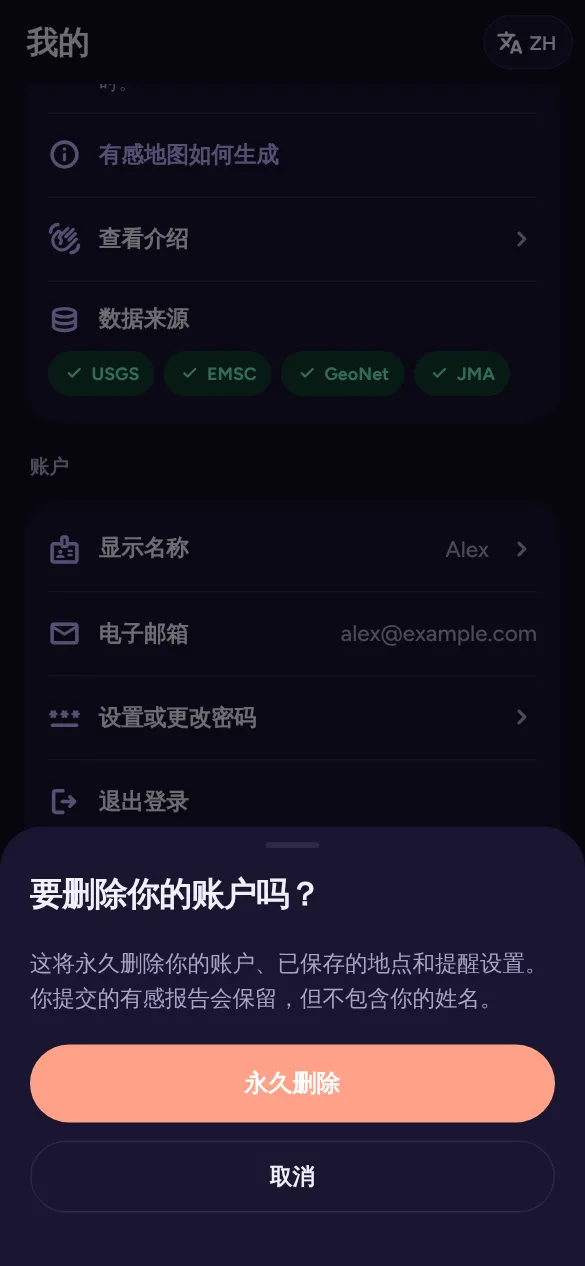 我的
ZH
时。
有感地图如何生成
查看介绍
数据来源
USGS EMSC GeoNet JMA
账户
显示名称 Alex
电子邮箱 alex@example.com
设置或更改密码
退出登录
要删除你的账户吗？
这将永久删除你的账户、已保存的地点和提醒设置。
你提交的有感报告会保留，但不包含你的姓名。
永久删除
取消